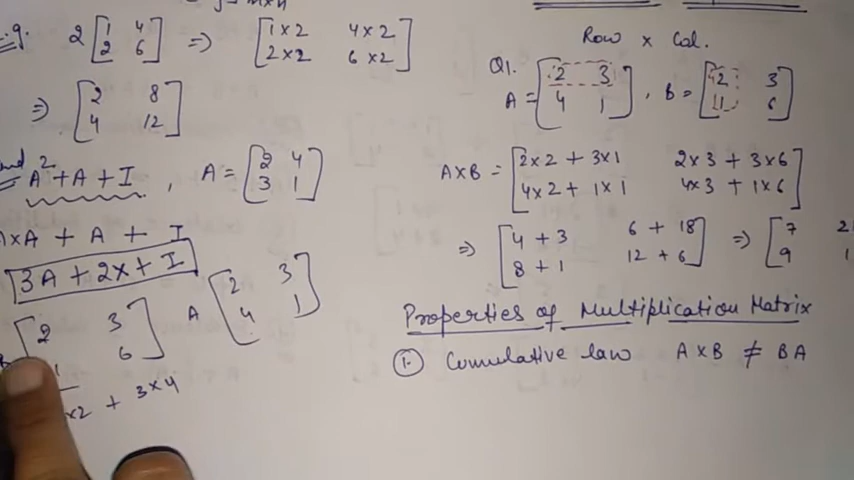 e.g. 2 [1 4 ⇒ [1×2 4×2
2 6] 2×2 6×2]
⇒ [2 8
4 12]
A²+A+I , A = [2 4
3 1]
×A + A + I
3A+2x+I
[2 3 A [2 3
6] 4 1]
×2 + 3×4
Row × Col.
Q1. A = [2 3 , B = [2 3
4 1] 1 6]
A×B = [2×2 + 3×1 2×3 + 3×6
4×2 + 1×1 4×3 + 1×6]
⇒ [4 + 3 6 + 18 ⇒ [7
8 + 1 12 + 6] 9
Properties of Multiplication Matrix
1. Cumulative law A×B ≠ BA